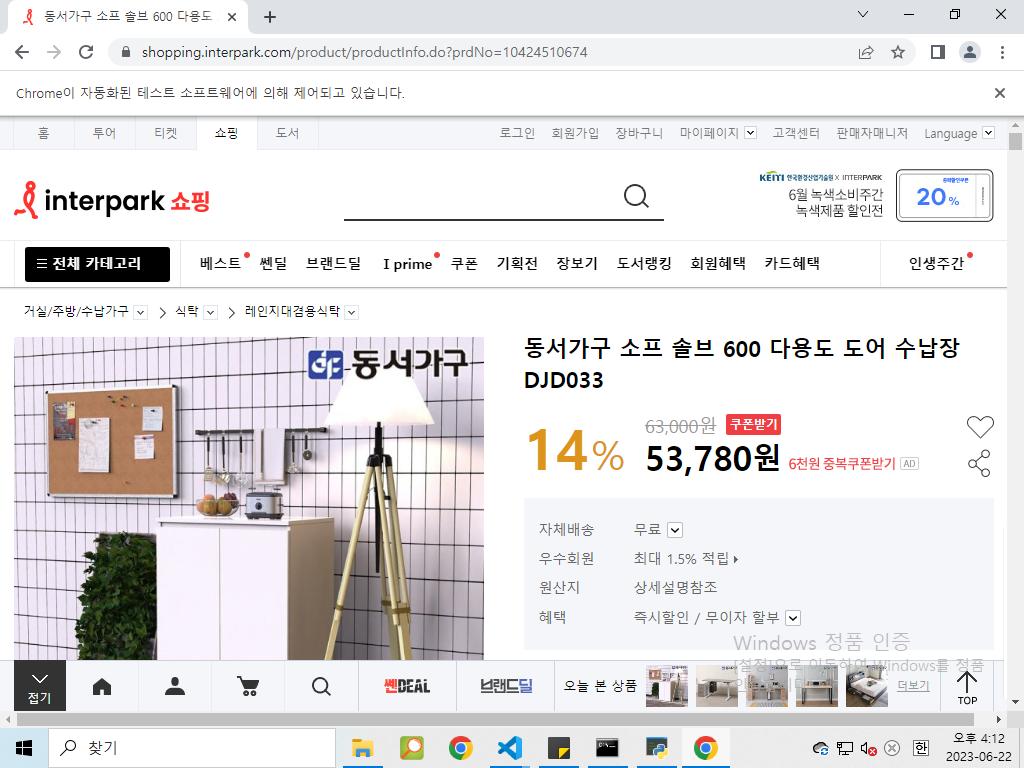 동서가구 소프 솔브 600 다용도
shopping.interpark.com/product/productInfo.do?prdNo=10424510674
Chrome이 자동화된 테스트 소프트웨어에 의해 제어되고 있습니다.
홈 투어 티켓 쇼핑 도서 로그인 회원가입 장바구니 마이페이지 고객센터 판매자매니저 Language
interpark 쇼핑
KEITI 한국환경산업기술원 X INTERPARK
6월 녹색소비주간
녹색제품 할인전
20%
전체 카테고리 베스트 쎈딜 브랜드딜 I prime 쿠폰 기획전 장보기 도서랭킹 회원혜택 카드혜택 인생주간
거실/주방/수납가구 식탁 레인지대겸용식탁
동서가구
동서가구 소프 솔브 600 다용도 도어 수납장
DJD033
14%
63,000원 쿠폰받기
53,780원 6천원 중복쿠폰받기 AD
자체배송 무료
우수회원 최대 1.5% 적립
원산지 상세설명참조
혜택 즉시할인 / 무이자 할부
Windows 정품 인증
[설정]으로 이동하여 Windows를 정품
접기 쎈DEAL 브랜드딜 오늘 본 상품 더보기 TOP
찾기
한
오후 4:12
2023-06-22